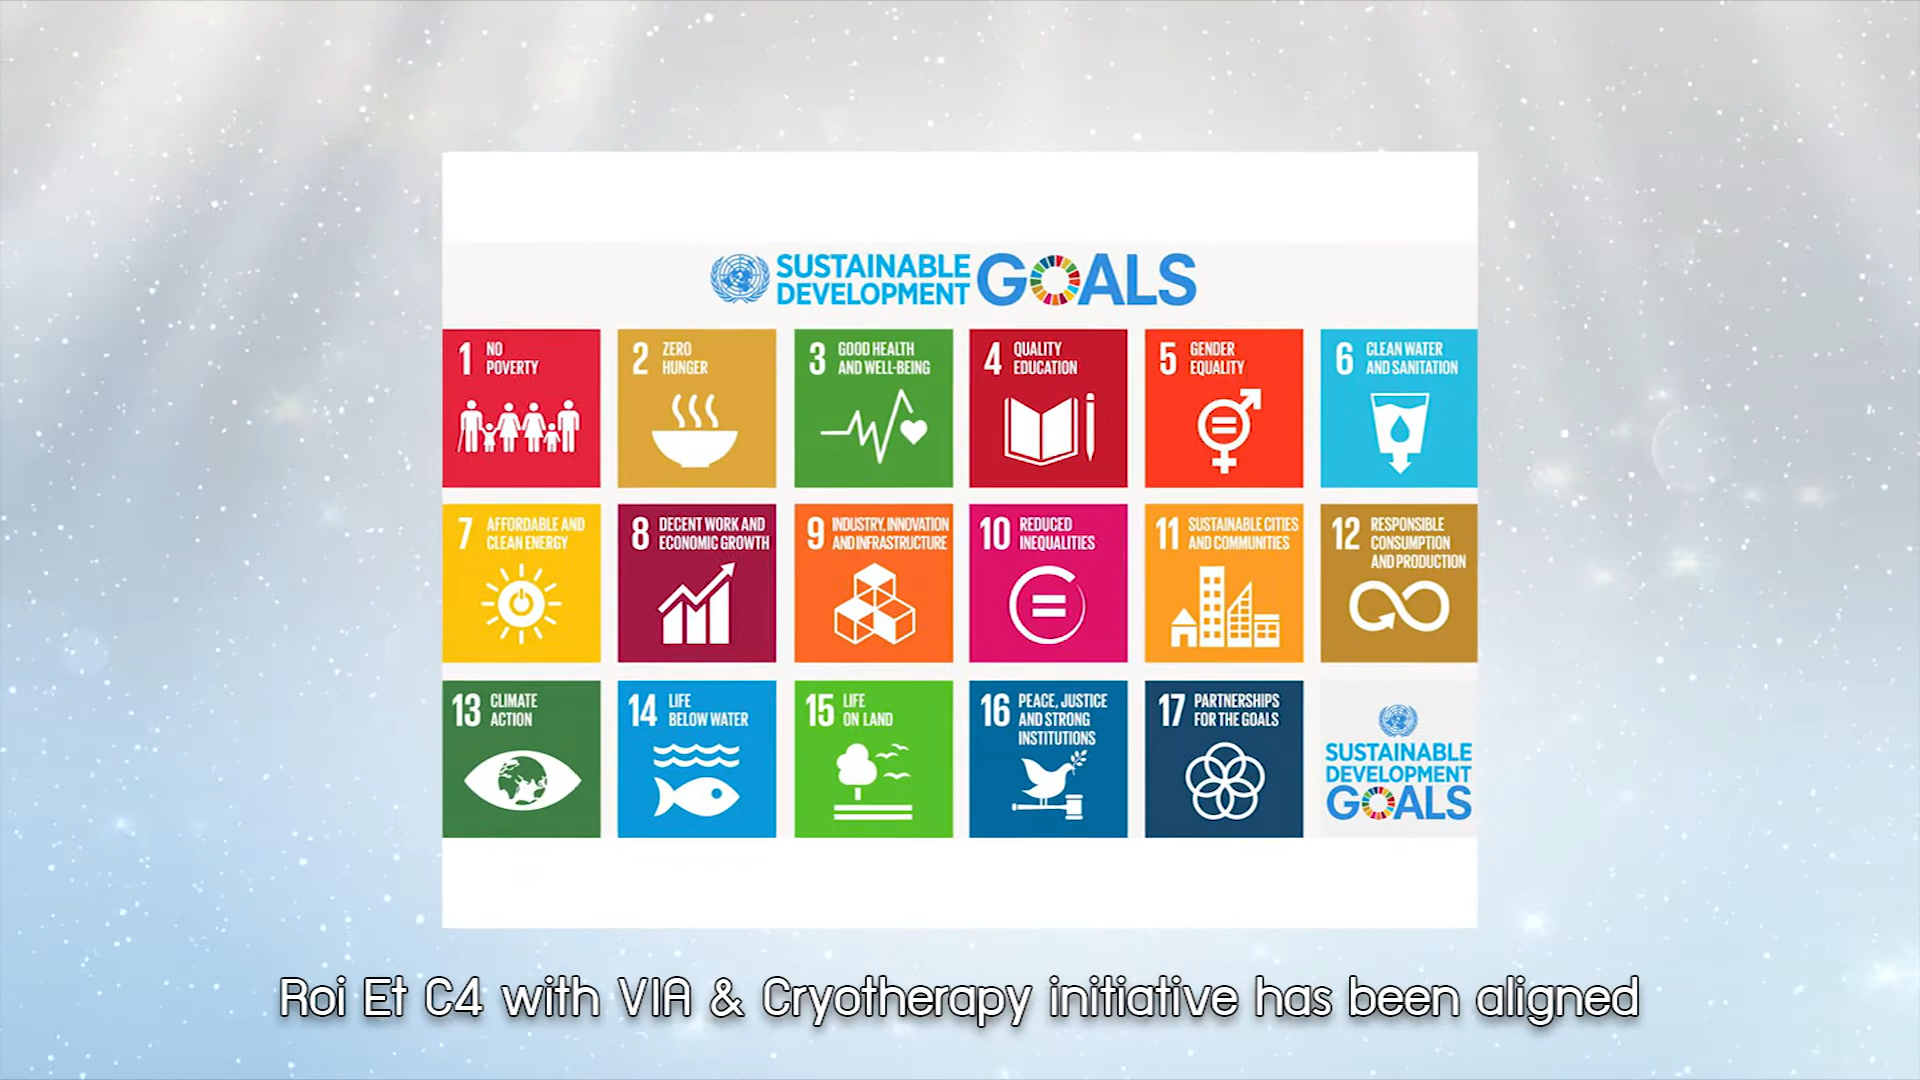 SUSTAINABLE
DEVELOPMENT
GOALS
1 NO
POVERTY
2 ZERO
HUNGER
3 GOOD HEALTH
AND WELL-BEING
4 QUALITY
EDUCATION
5 GENDER
EQUALITY
6 CLEAN WATER
AND SANITATION
7 AFFORDABLE AND
CLEAN ENERGY
8 DECENT WORK AND
ECONOMIC GROWTH
9 INDUSTRY, INNOVATION
AND INFRASTRUCTURE
10 REDUCED
INEQUALITIES
11 SUSTAINABLE CITIES
AND COMMUNITIES
12 RESPONSIBLE
CONSUMPTION
AND PRODUCTION
13 CLIMATE
ACTION
14 LIFE
BELOW WATER
15 LIFE
ON LAND
16 PEACE, JUSTICE
AND STRONG
INSTITUTIONS
17 PARTNERSHIPS
FOR THE GOALS
SUSTAINABLE
DEVELOPMENT
GOALS
Roi Et C4 with VIA & Cryotherapy initiative has been aligned